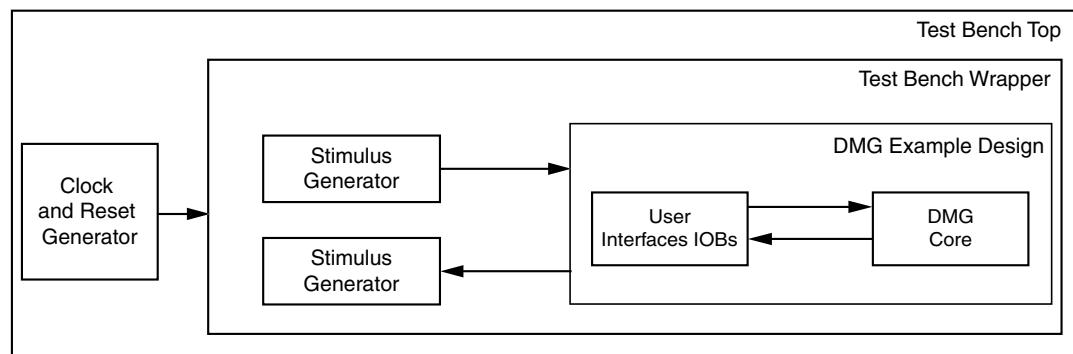 Test Bench Top
Test Bench Wrapper
DMG Example Design
Clock
and Reset
Generator
Stimulus
Generator
User
Interfaces IOBs
DMG
Core
Stimulus
Generator